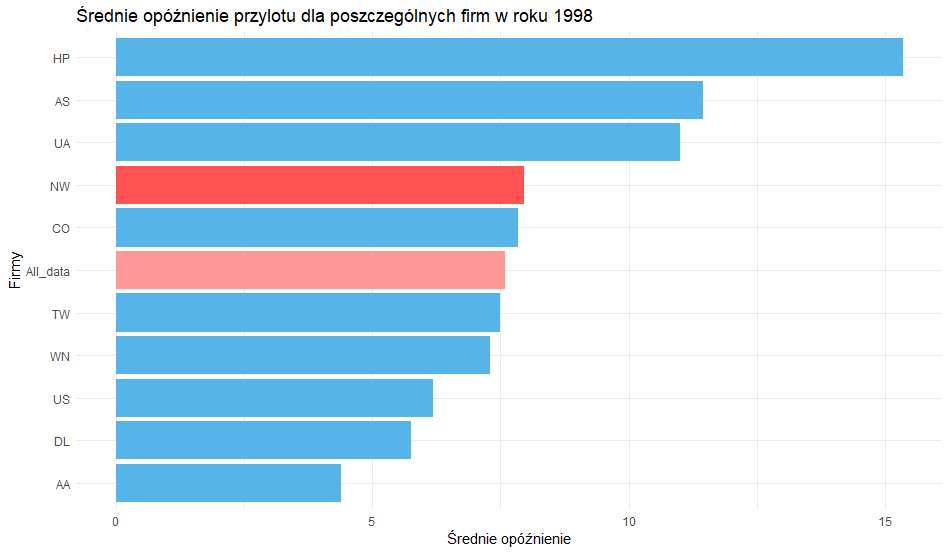 Średnie opóźnienie przylotu dla poszczególnych firm w roku 1998
HP
AS
UA
NW
CO
All_data
TW
WN
US
DL
AA
Firmy
0 5 10 15
Średnie opóźnienie